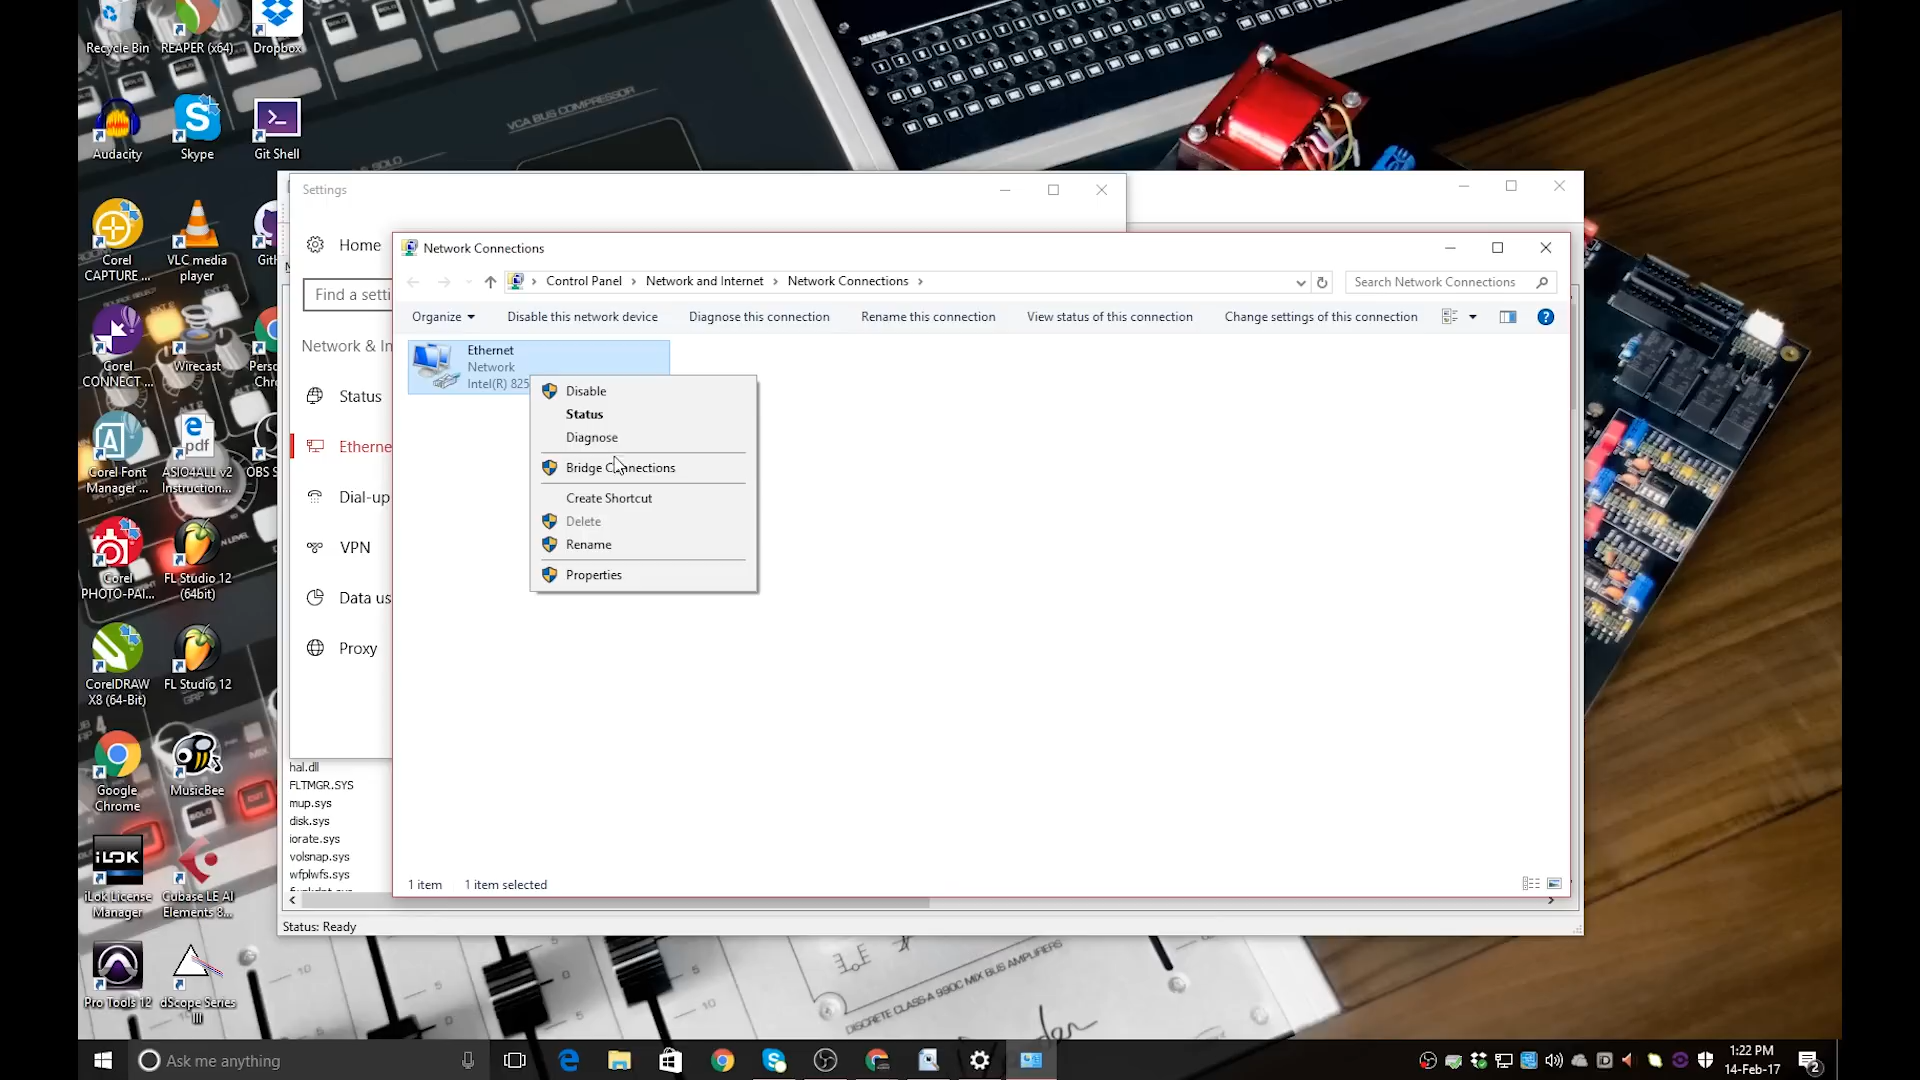 Recycle Bin
REAPER (x64)
Dropbox
Audacity
Skype
Git Shell
Corel
CAPTURE ...
VLC media
player
GitH
Corel
CONNECT ...
Wirecast
Perso
Chro
Corel Font
Manager ...
ASIO4ALL v2
Instruction...
OBS S
Corel
PHOTO-PAI...
FL Studio 12
(64bit)
CorelDRAW
X8 (64-Bit)
FL Studio 12
Google
Chrome
MusicBee
iLOK
iLok License
Manager
Cubase LE AI
Elements 8...
Pro Tools 12
dScope Series
III
VCA BUS COMPRESSOR
Settings
Home
Find a setti
Network & In
Status
Etherne
Dial-up
VPN
Data us
Proxy
hal.dll
FLTMGR.SYS
mup.sys
disk.sys
iorate.sys
volsnap.sys
wfplwfs.sys
Status: Ready
Network Connections
Control Panel > Network and Internet > Network Connections >
Search Network Connections
Organize
Disable this network device
Diagnose this connection
Rename this connection
View status of this connection
Change settings of this connection
Ethernet
Network
Intel(R) 825
Disable
Status
Diagnose
Bridge Connections
Create Shortcut
Delete
Rename
Properties
1 item
1 item selected
DISCRETE CLASS-A 990C MIX BUS AMPLIFIERS
Ask me anything
1:22 PM
14-Feb-17
2